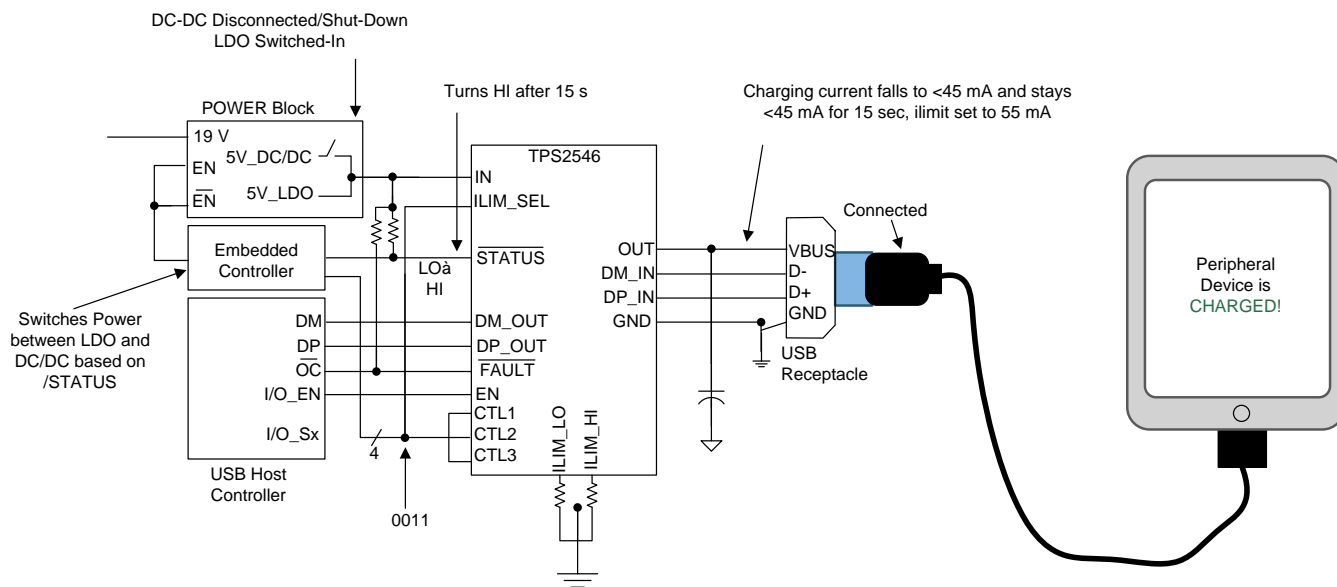 DC-DC Disconnected/Shut-Down
LDO Switched-In
POWER Block
19 V
EN
EN
5V_DC/DC
5V_LDO
Embedded
Controller
Switches Power
between LDO and
DC/DC based on
/STATUS
DM
DP
OC
I/O_EN
I/O_Sx
USB Host
Controller
Turns HI after 15 s
LOà
HI
4
0011
TPS2546
IN
ILIM_SEL
STATUS
DM_OUT
DP_OUT
FAULT
EN
CTL1
CTL2
CTL3
ILIM_LO
ILIM_HI
OUT
DM_IN
DP_IN
GND
Charging current falls to <45 mA and stays
<45 mA for 15 sec, ilimit set to 55 mA
VBUS
D-
D+
GND
USB
Receptacle
Connected
Peripheral
Device is
CHARGED!